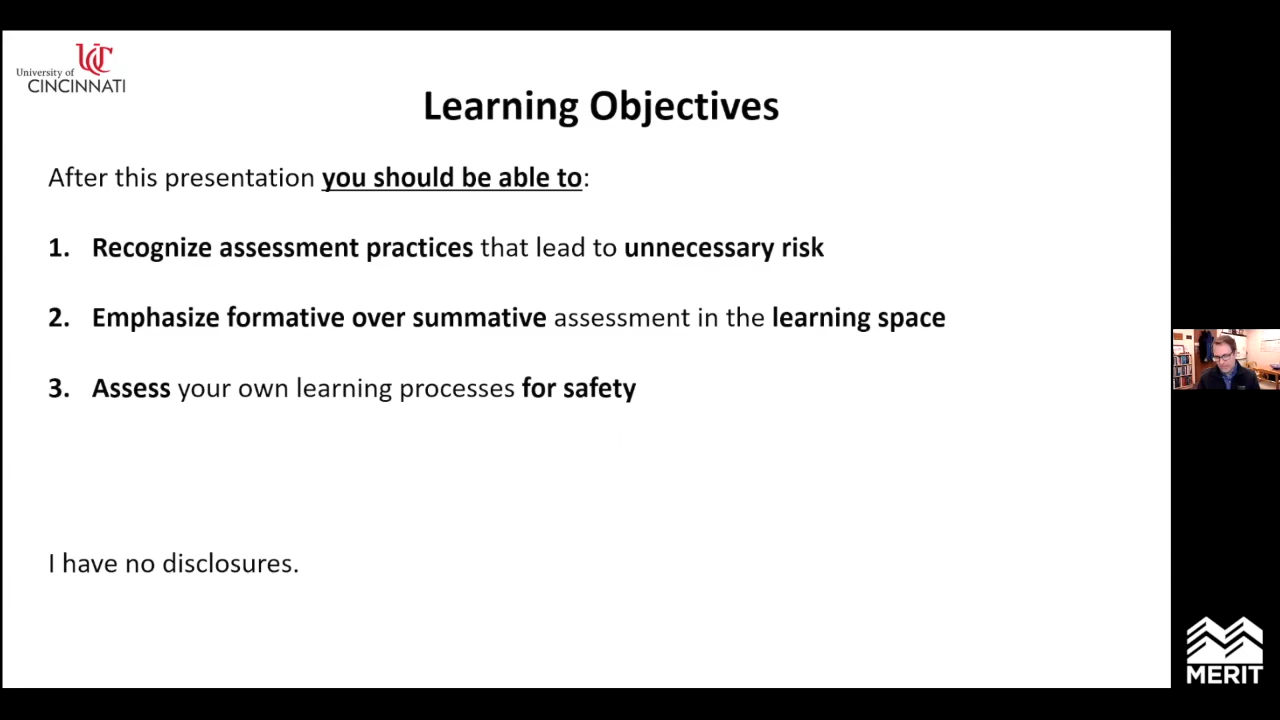 University of
CINCINNATI
Learning Objectives
After this presentation you should be able to:
1. Recognize assessment practices that lead to unnecessary risk
2. Emphasize formative over summative assessment in the learning space
3. Assess your own learning processes for safety
I have no disclosures.
MERIT